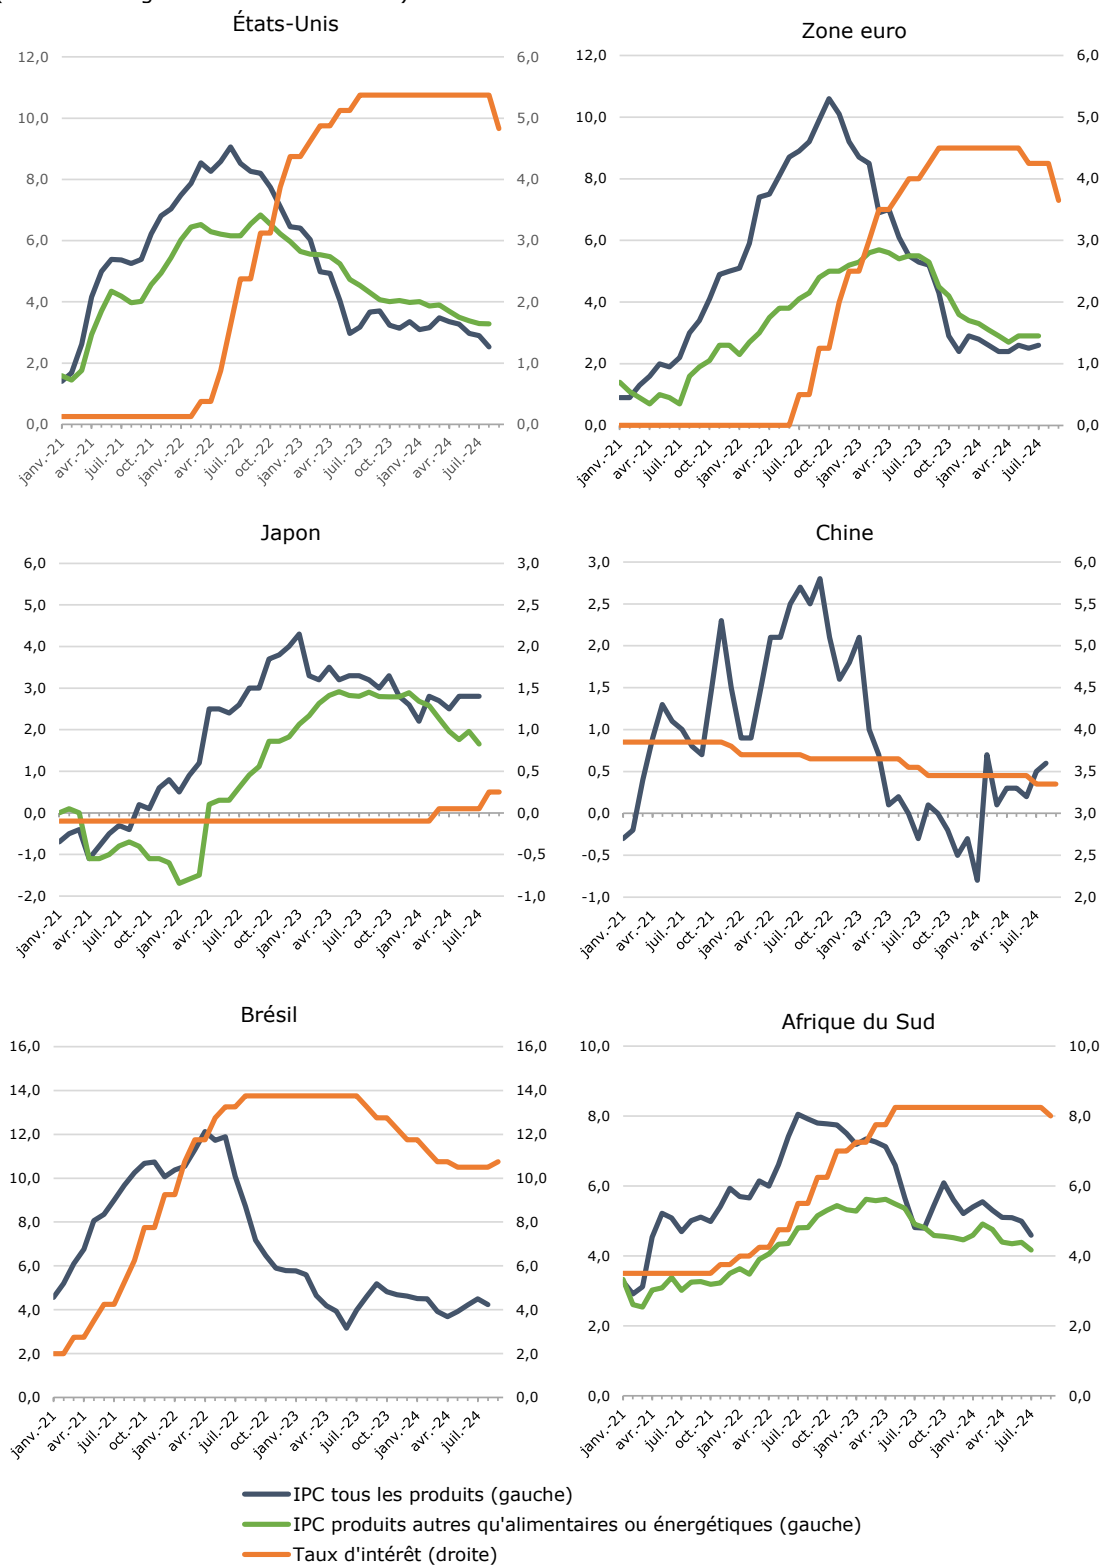 États-Unis
12,0
10,0
8,0
6,0
4,0
2,0
0,0
6,0
5,0
4,0
3,0
2,0
1,0
0,0
janv.-21
avr.-21
juil.-21
oct.-21
janv.-22
avr.-22
juil.-22
oct.-22
janv.-23
avr.-23
juil.-23
oct.-23
janv.-24
avr.-24
juil.-24
Zone euro
12,0
10,0
8,0
6,0
4,0
2,0
0,0
6,0
5,0
4,0
3,0
2,0
1,0
0,0
janv.-21
avr.-21
juil.-21
oct.-21
janv.-22
avr.-22
juil.-22
oct.-22
janv.-23
avr.-23
juil.-23
oct.-23
janv.-24
avr.-24
juil.-24
Japon
6,0
5,0
4,0
3,0
2,0
1,0
0,0
-1,0
-2,0
3,0
2,5
2,0
1,5
1,0
0,5
0,0
-0,5
-1,0
janv.-21
avr.-21
juil.-21
oct.-21
janv.-22
avr.-22
juil.-22
oct.-22
janv.-23
avr.-23
juil.-23
oct.-23
janv.-24
avr.-24
juil.-24
Chine
3,0
2,5
2,0
1,5
1,0
0,5
0,0
-0,5
-1,0
6,0
5,5
5,0
4,5
4,0
3,5
3,0
2,5
2,0
janv.-21
avr.-21
juil.-21
oct.-21
janv.-22
avr.-22
juil.-22
oct.-22
janv.-23
avr.-23
juil.-23
oct.-23
janv.-24
avr.-24
juil.-24
Brésil
16,0
14,0
12,0
10,0
8,0
6,0
4,0
2,0
0,0
16,0
14,0
12,0
10,0
8,0
6,0
4,0
2,0
0,0
janv.-21
avr.-21
juil.-21
oct.-21
janv.-22
avr.-22
juil.-22
oct.-22
janv.-23
avr.-23
juil.-23
oct.-23
janv.-24
avr.-24
juil.-24
Afrique du Sud
10,0
8,0
6,0
4,0
2,0
0,0
10,0
8,0
6,0
4,0
2,0
0,0
janv.-21
avr.-21
juil.-21
oct.-21
janv.-22
avr.-22
juil.-22
oct.-22
janv.-23
avr.-23
juil.-23
oct.-23
janv.-24
avr.-24
juil.-24
IPC tous les produits (gauche)
IPC produits autres qu'alimentaires ou énergétiques (gauche)
Taux d'intérêt (droite)